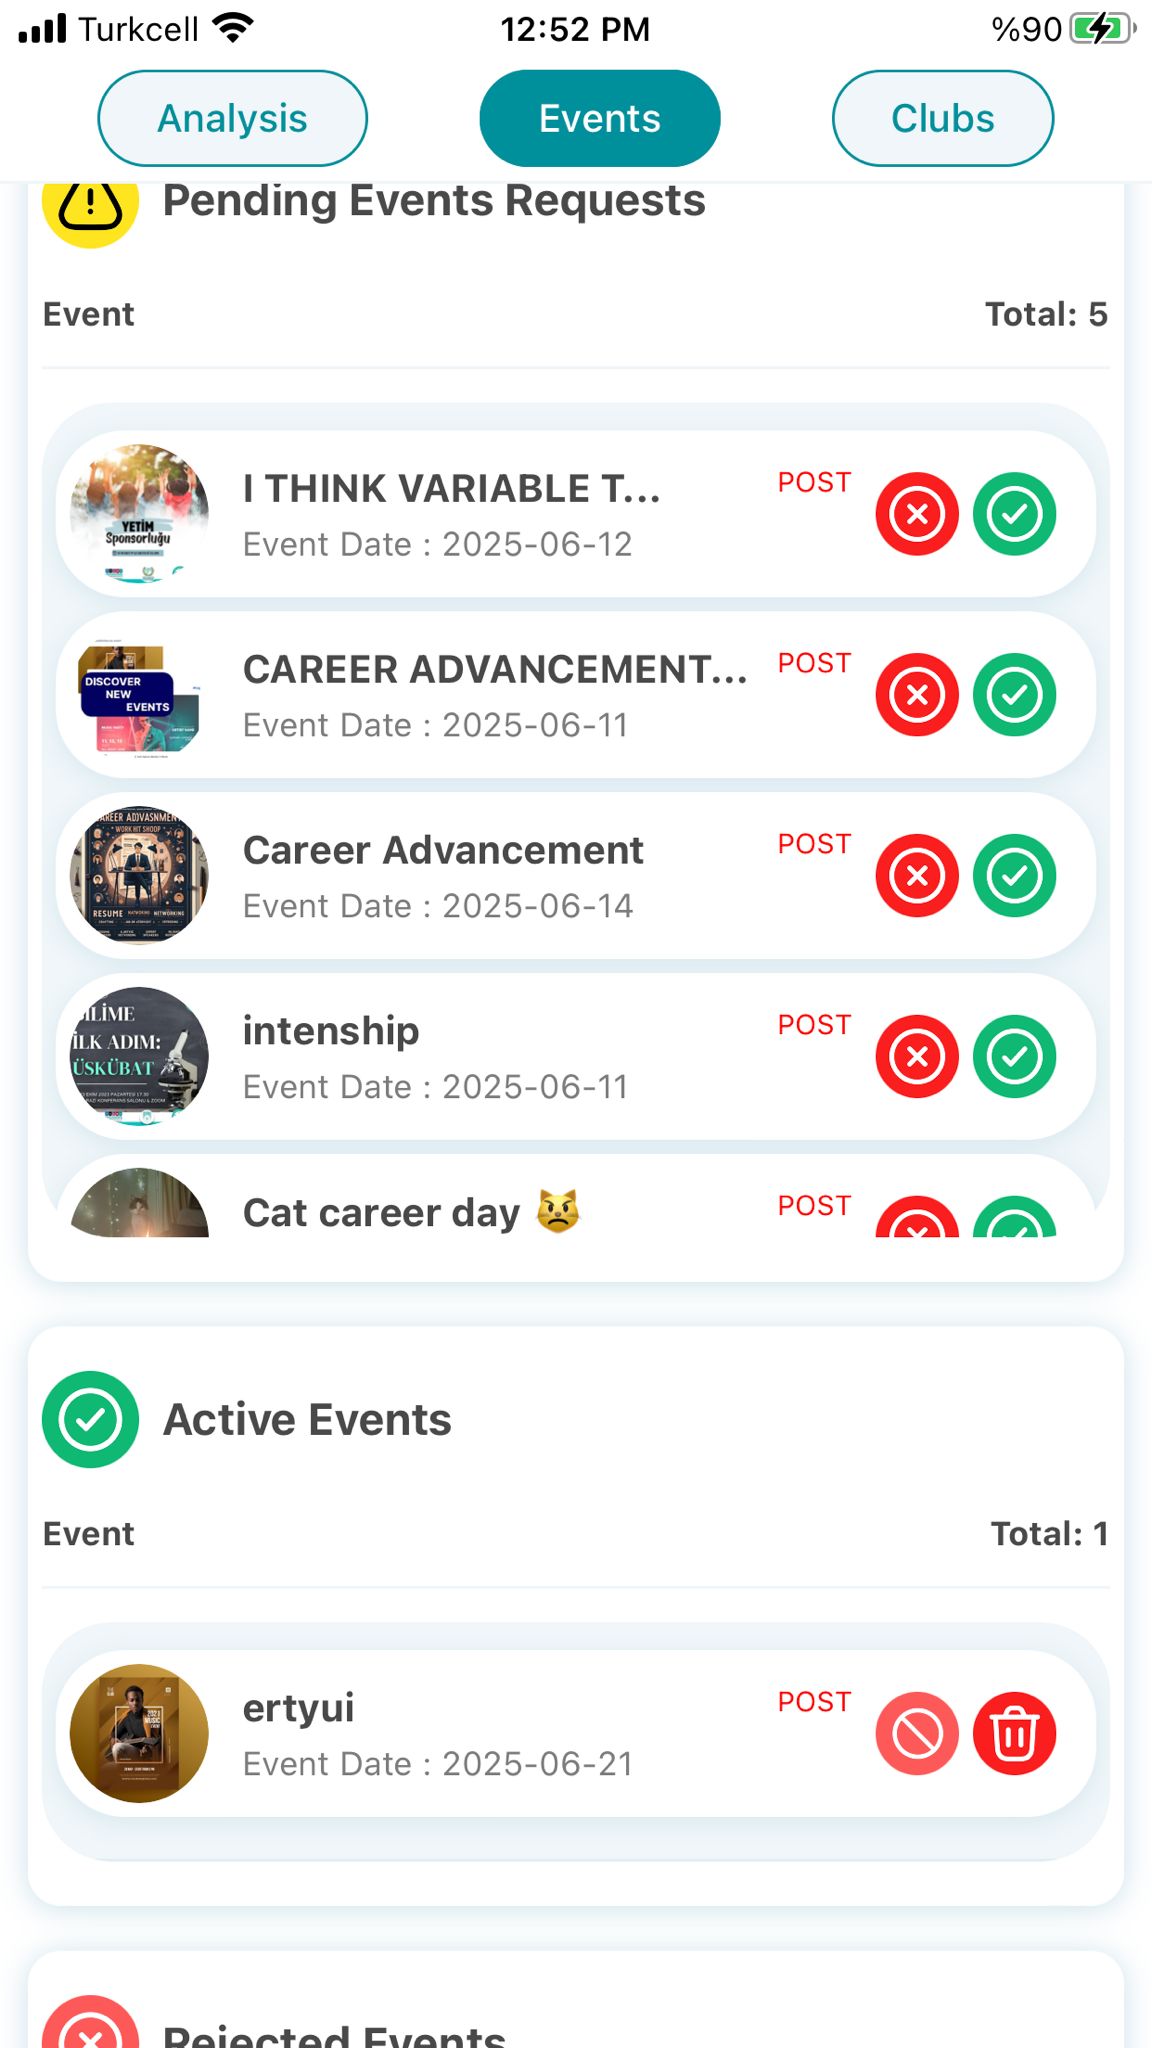 Turkcell 12:52 PM %90
Analysis Events Clubs
Pending Events Requests
Event Total: 5
YETİM
Sponsorluğu
I THINK VARIABLE T... POST
Event Date : 2025-06-12
DISCOVER
NEW
EVENTS
CAREER ADVANCEMENT... POST
Event Date : 2025-06-11
WORK HIT SHOOP
RESUME NETWORKING
Career Advancement POST
Event Date : 2025-06-14
İLK ADIM:
ÜSKÜBAT
intenship POST
Event Date : 2025-06-11
Cat career day 😾 POST
Active Events
Event Total: 1
ertyui POST
Event Date : 2025-06-21
Rejected Events